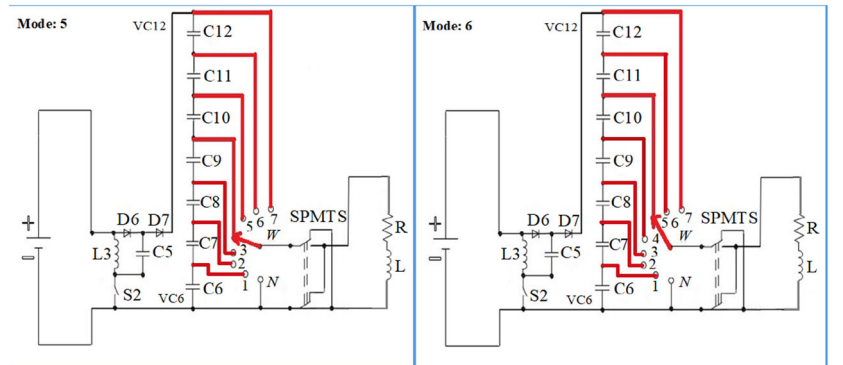 Mode: 5
VC12
C12
C11
C10
C9
C8
C7
C6
VC6
+
−
D6 D7
L3
C5
S2
5 6 7
W
3
2
1
N
SPMTS
R
L
Mode: 6
VC12
C12
C11
C10
C9
C8
C7
C6
VC6
+
−
D6 D7
L3
C5
S2
5 6 7
W
4
3
2
1
N
SPMTS
R
L